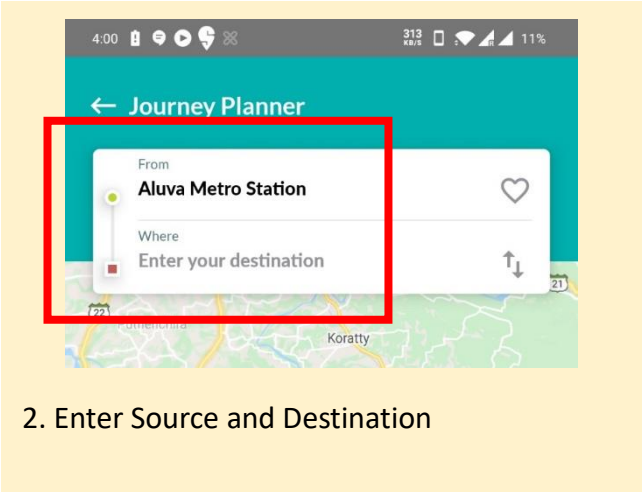 4:00 313 KB/S 11%
← Journey Planner
From
Aluva Metro Station
Where
Enter your destination
21
22
Koratty
2. Enter Source and Destination